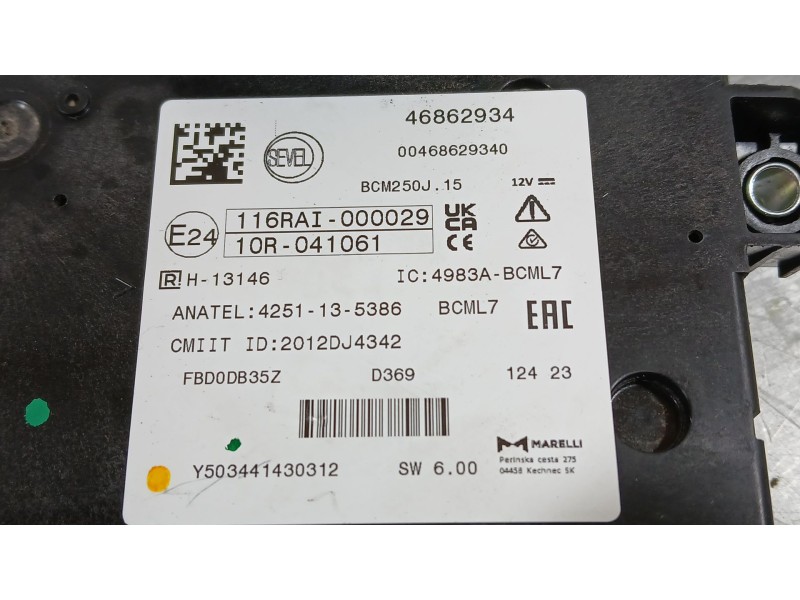 46862934
SEVEL
00468629340
BCM250J.15
12V
E24
116RAI-000029
10R-041061
UK
CA
CE
R H-13146
IC:4983A-BCML7
ANATEL:4251-13-5386
BCML7
EAC
CMIIT ID:2012DJ4342
FBD0DB35Z
D369
124 23
MARELLI
Perinska cesta 275
04458 Kechnec SK
Y503441430312
SW 6.00